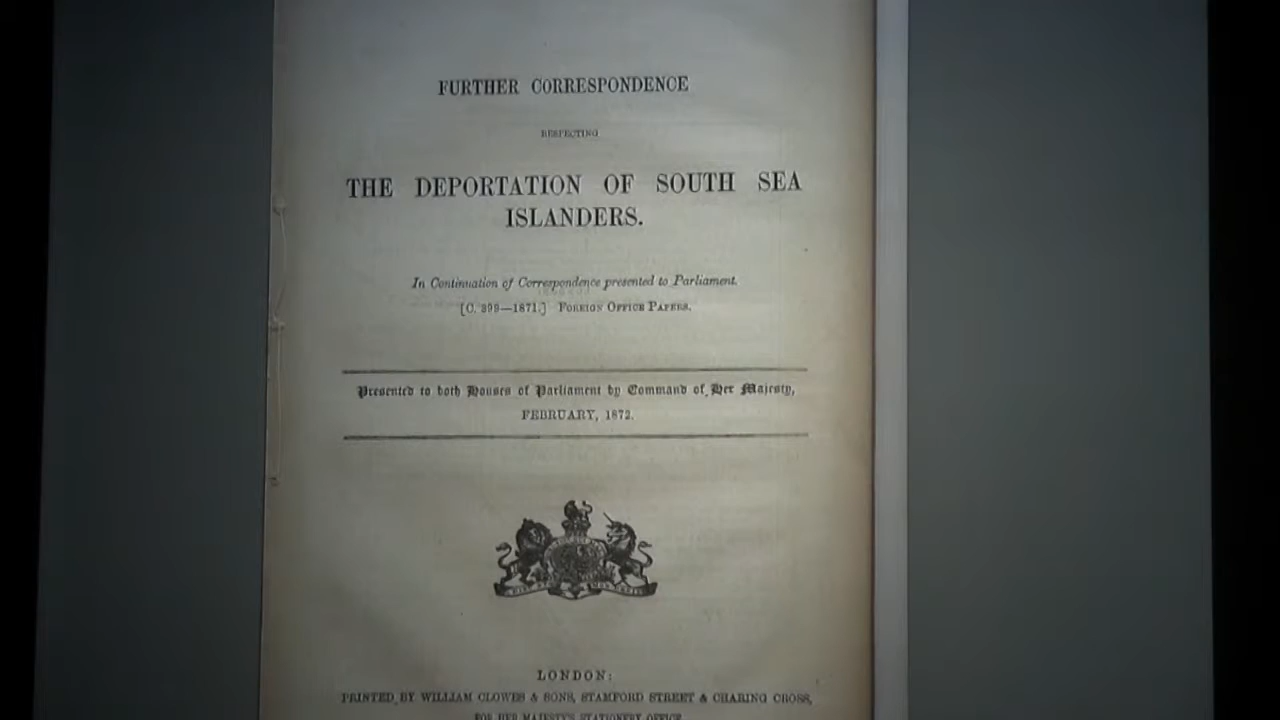 FURTHER CORRESPONDENCE
RESPECTING
THE DEPORTATION OF SOUTH SEA
ISLANDERS.
In Continuation of Correspondence presented to Parliament.
[C. 399—1871.] FOREIGN OFFICE PAPERS.
Presented to both Houses of Parliament by Command of Her Majesty,
FEBRUARY, 1872.
LONDON:
PRINTED BY WILLIAM CLOWES & SONS, STAMFORD STREET & CHARING CROSS,
FOR HER MAJESTY'S STATIONERY OFFICE.